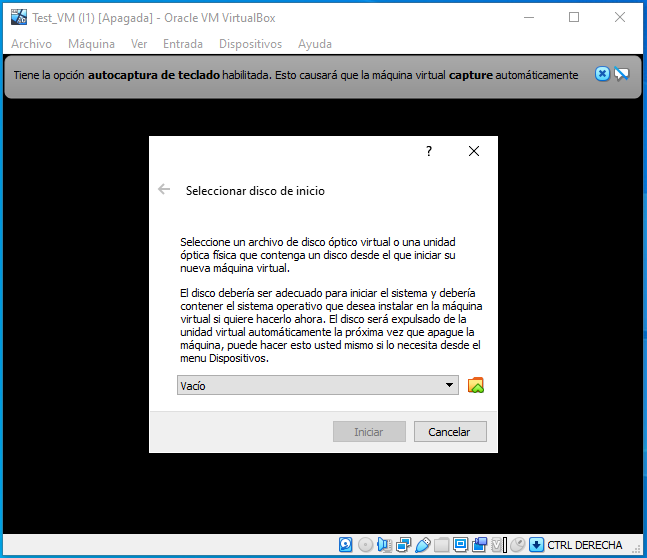 Test_VM (I1) [Apagada] - Oracle VM VirtualBox
Archivo Máquina Ver Entrada Dispositivos Ayuda
Tiene la opción autocaptura de teclado habilitada. Esto causará que la máquina virtual capture automáticamente
?
Seleccionar disco de inicio
Seleccione un archivo de disco óptico virtual o una unidad
óptica física que contenga un disco desde el que iniciar su
nueva máquina virtual.
El disco debería ser adecuado para iniciar el sistema y debería
contener el sistema operativo que desea instalar en la máquina
virtual si quiere hacerlo ahora. El disco será expulsado de la
unidad virtual automáticamente la próxima vez que apague la
máquina, puede hacer esto usted mismo si lo necesita desde el
menu Dispositivos.
Vacío
Iniciar Cancelar
CTRL DERECHA